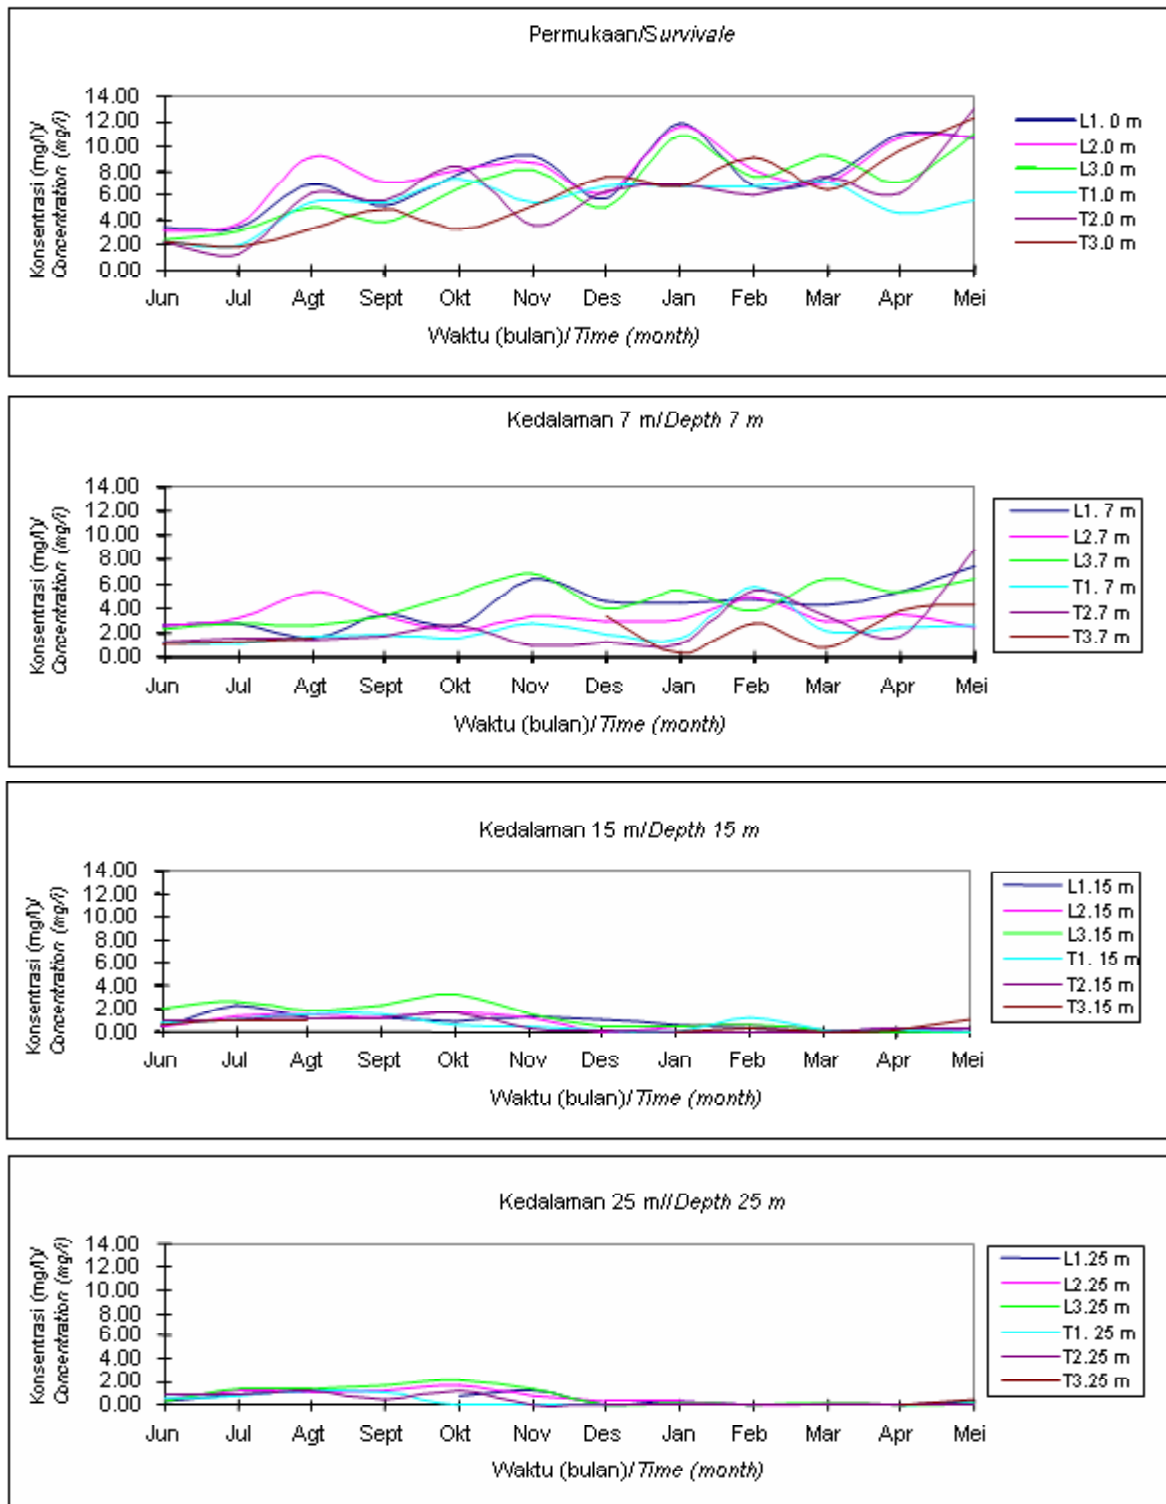 Permukaan/Survivale
Konsentrasi (mg/l)/
Concentration (mg/l)
14.00
12.00
10.00
8.00
6.00
4.00
2.00
0.00
Jun Jul Agt Sept Okt Nov Des Jan Feb Mar Apr Mei
Waktu (bulan)/Time (month)
L1. 0 m
L2.0 m
L3.0 m
T1.0 m
T2.0 m
T3.0 m
Kedalaman 7 m/Depth 7 m
Konsentrasi (mg/l)/
Concentration (mg/l)
14.00
12.00
10.00
8.00
6.00
4.00
2.00
0.00
Jun Jul Agt Sept Okt Nov Des Jan Feb Mar Apr Mei
Waktu (bulan)/Time (month)
L1. 7 m
L2.7 m
L3.7 m
T1. 7 m
T2.7 m
T3.7 m
Kedalaman 15 m/Depth 15 m
Konsentrasi (mg/l)/
Concentration (mg/l)
14.00
12.00
10.00
8.00
6.00
4.00
2.00
0.00
Jun Jul Agt Sept Okt Nov Des Jan Feb Mar Apr Mei
Waktu (bulan)/Time (month)
L1.15 m
L2.15 m
L3.15 m
T1. 15 m
T2.15 m
T3.15 m
Kedalaman 25 m//Depth 25 m
Konsentrasi (mg/l)/
Concentration (mg/l)
14.00
12.00
10.00
8.00
6.00
4.00
2.00
0.00
Jun Jul Agt Sept Okt Nov Des Jan Feb Mar Apr Mei
Waktu (bulan)/Time (month)
L1.25 m
L2.25 m
L3.25 m
T1. 25 m
T2.25 m
T3.25 m